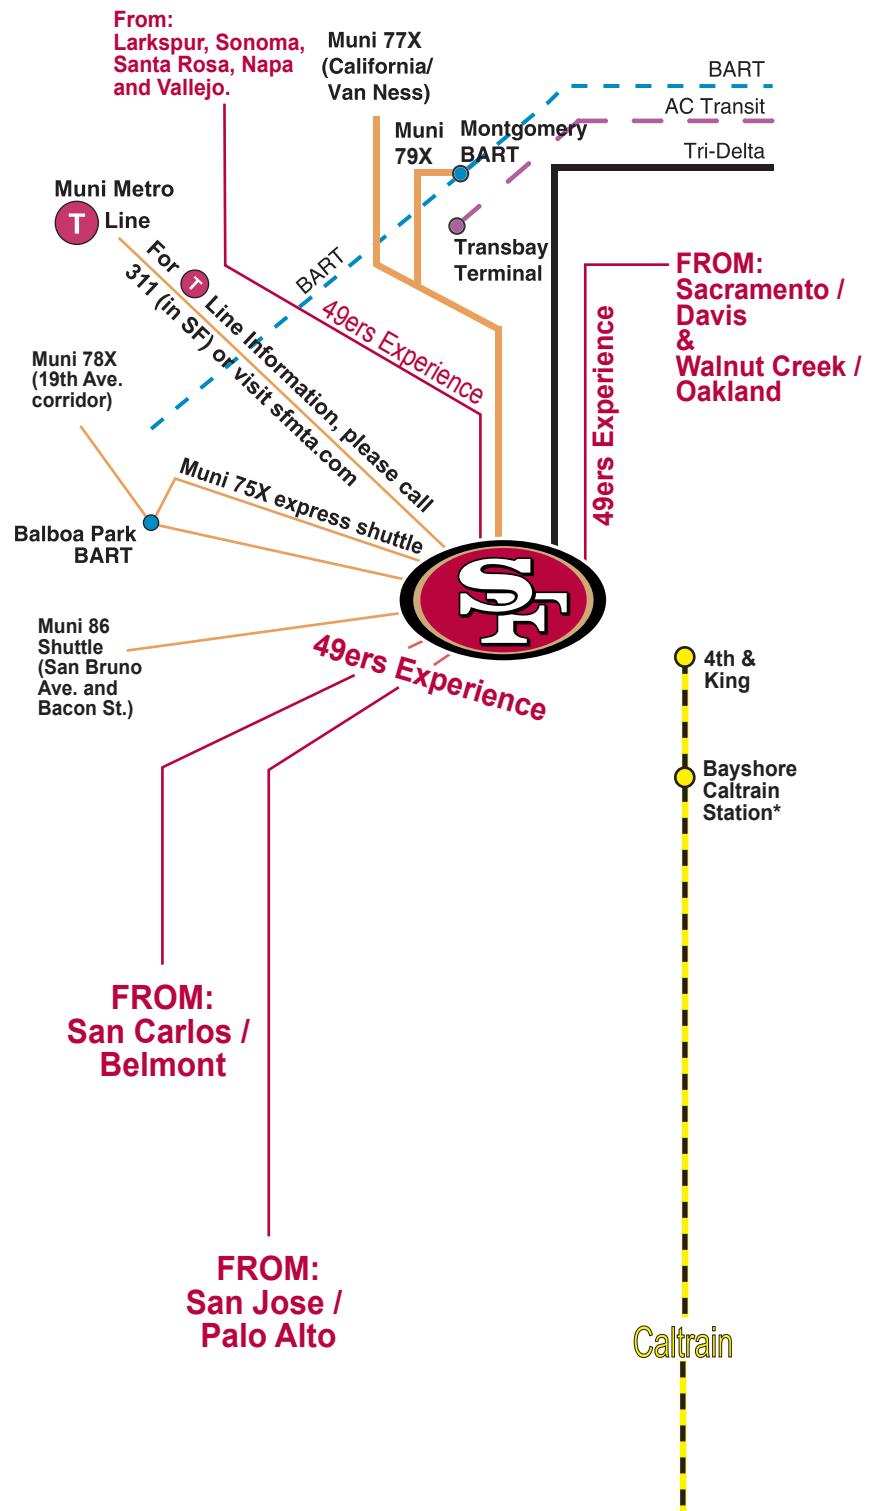 From:
Larkspur, Sonoma,
Santa Rosa, Napa
and Vallejo.
Muni 77X
(California/
Van Ness)
BART
AC Transit
Tri-Delta
Muni
79X
Montgomery
BART
Muni Metro
T Line
Transbay
Terminal
BART
For T Line Information, please call
311 (in SF) or visit sfmta.com
49ers Experience
FROM:
Sacramento /
Davis
&
Walnut Creek /
Oakland
49ers Experience
Muni 78X
(19th Ave.
corridor)
Muni 75X express shuttle
Balboa Park
BART
SF
Muni 86
Shuttle
(San Bruno
Ave. and
Bacon St.)
49ers Experience
4th &
King
Bayshore
Caltrain
Station*
FROM:
San Carlos /
Belmont
FROM:
San Jose /
Palo Alto
Caltrain